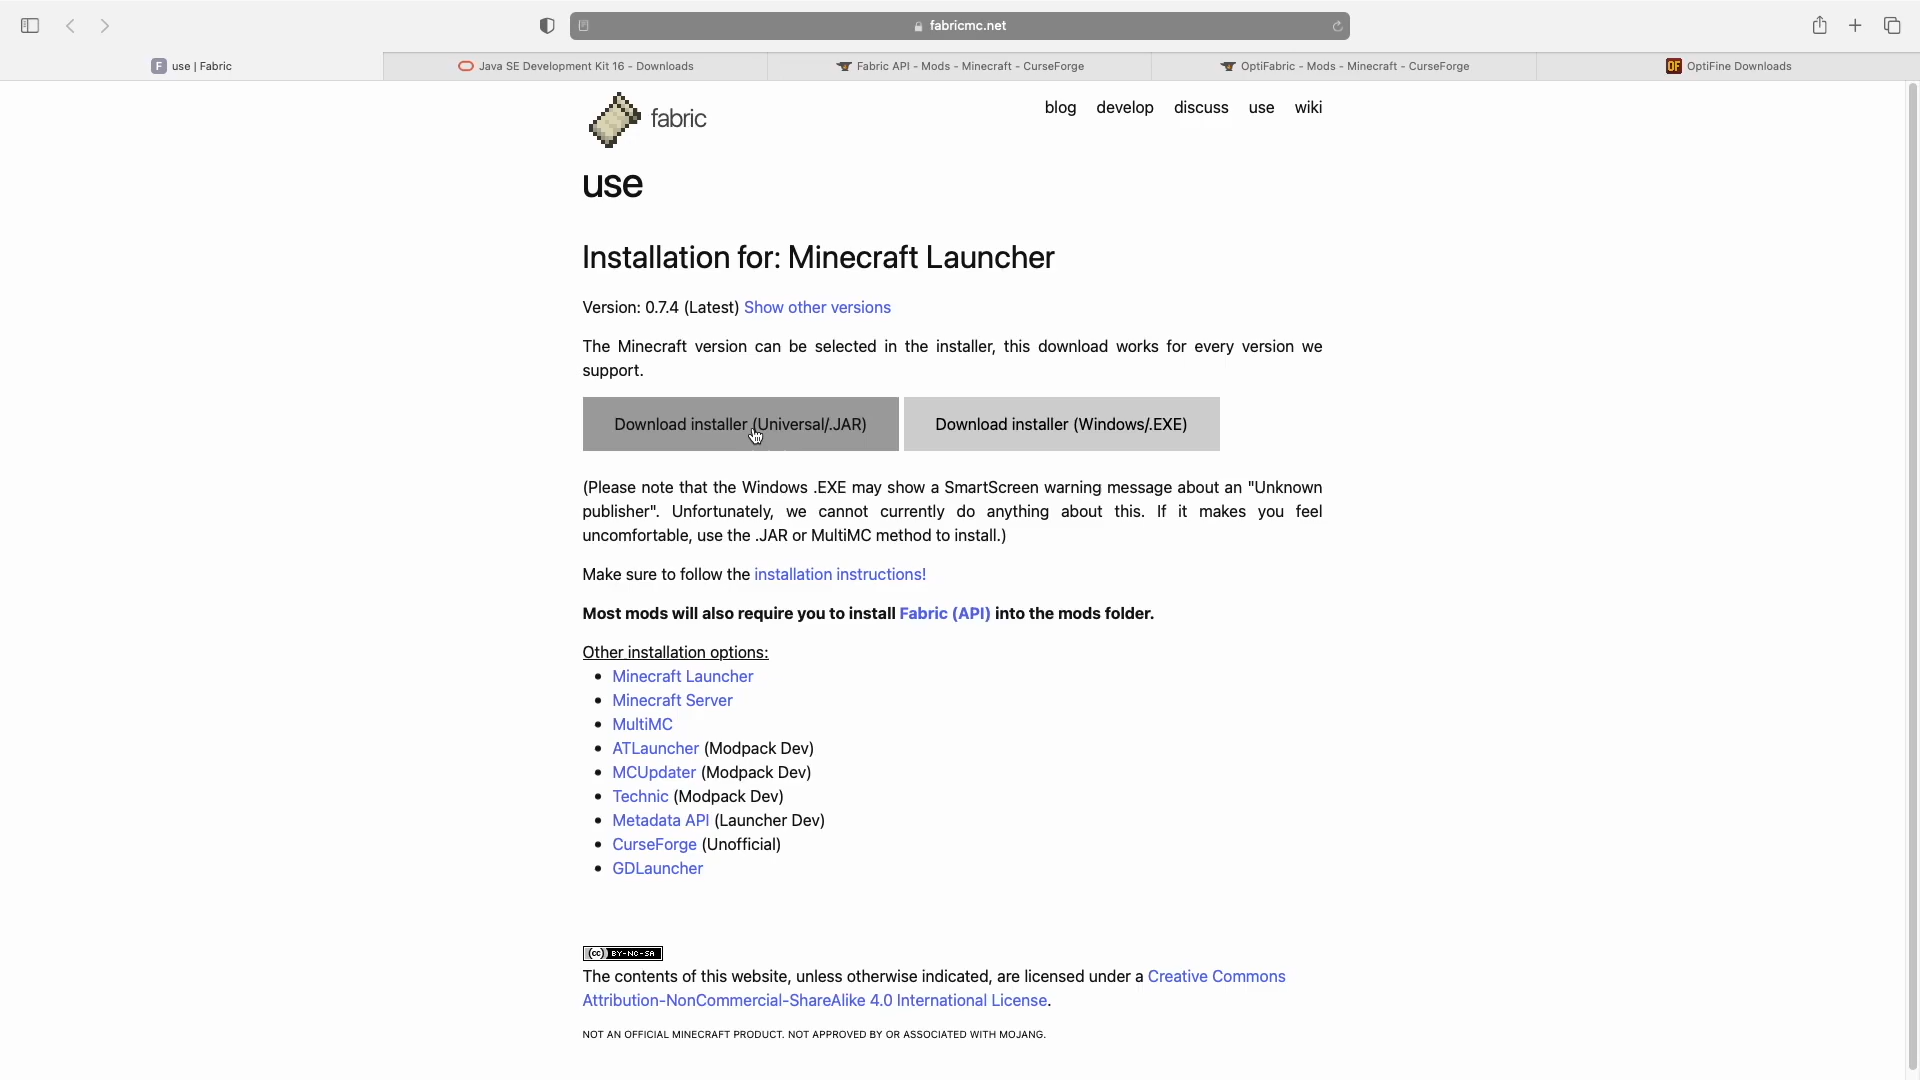 fabricmc.net
F use | Fabric
Java SE Development Kit 16 - Downloads
Fabric API - Mods - Minecraft - CurseForge
OptiFabric - Mods - Minecraft - CurseForge
OF OptiFine Downloads
fabric
blog develop discuss use wiki
use
Installation for: Minecraft Launcher
Version: 0.7.4 (Latest) Show other versions
The Minecraft version can be selected in the installer, this download works for every version we
support.
Download installer (Universal/.JAR)
Download installer (Windows/.EXE)
(Please note that the Windows .EXE may show a SmartScreen warning message about an "Unknown
publisher". Unfortunately, we cannot currently do anything about this. If it makes you feel
uncomfortable, use the .JAR or MultiMC method to install.)
Make sure to follow the installation instructions!
Most mods will also require you to install Fabric (API) into the mods folder.
Other installation options:
• Minecraft Launcher
• Minecraft Server
• MultiMC
• ATLauncher (Modpack Dev)
• MCUpdater (Modpack Dev)
• Technic (Modpack Dev)
• Metadata API (Launcher Dev)
• CurseForge (Unofficial)
• GDLauncher
(cc) BY-NC-SA
The contents of this website, unless otherwise indicated, are licensed under a Creative Commons
Attribution-NonCommercial-ShareAlike 4.0 International License.
NOT AN OFFICIAL MINECRAFT PRODUCT. NOT APPROVED BY OR ASSOCIATED WITH MOJANG.